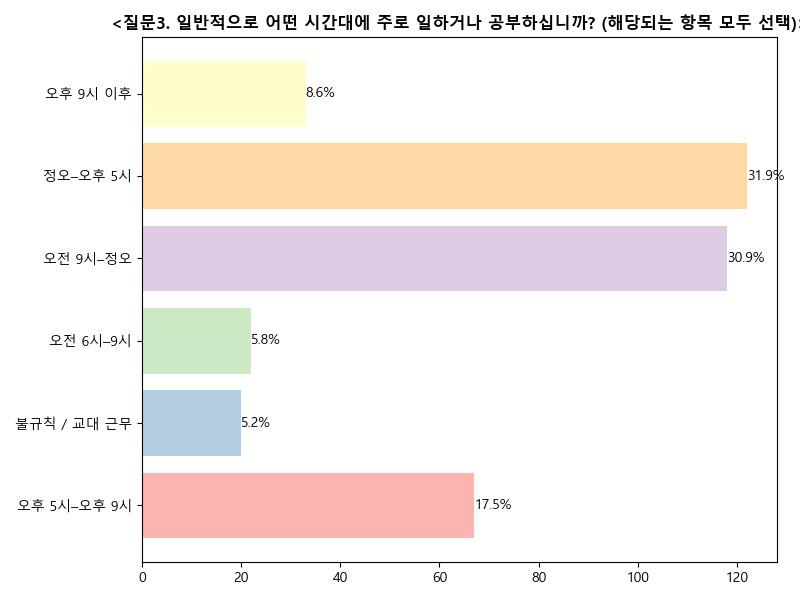 <질문3. 일반적으로 어떤 시간대에 주로 일하거나 공부하십니까? (해당되는 항목 모두 선택)>
오후 9시 이후
8.6%
정오–오후 5시
31.9%
오전 9시–정오
30.9%
오전 6시–9시
5.8%
불규칙 / 교대 근무
5.2%
오후 5시–오후 9시
17.5%
0 20 40 60 80 100 120